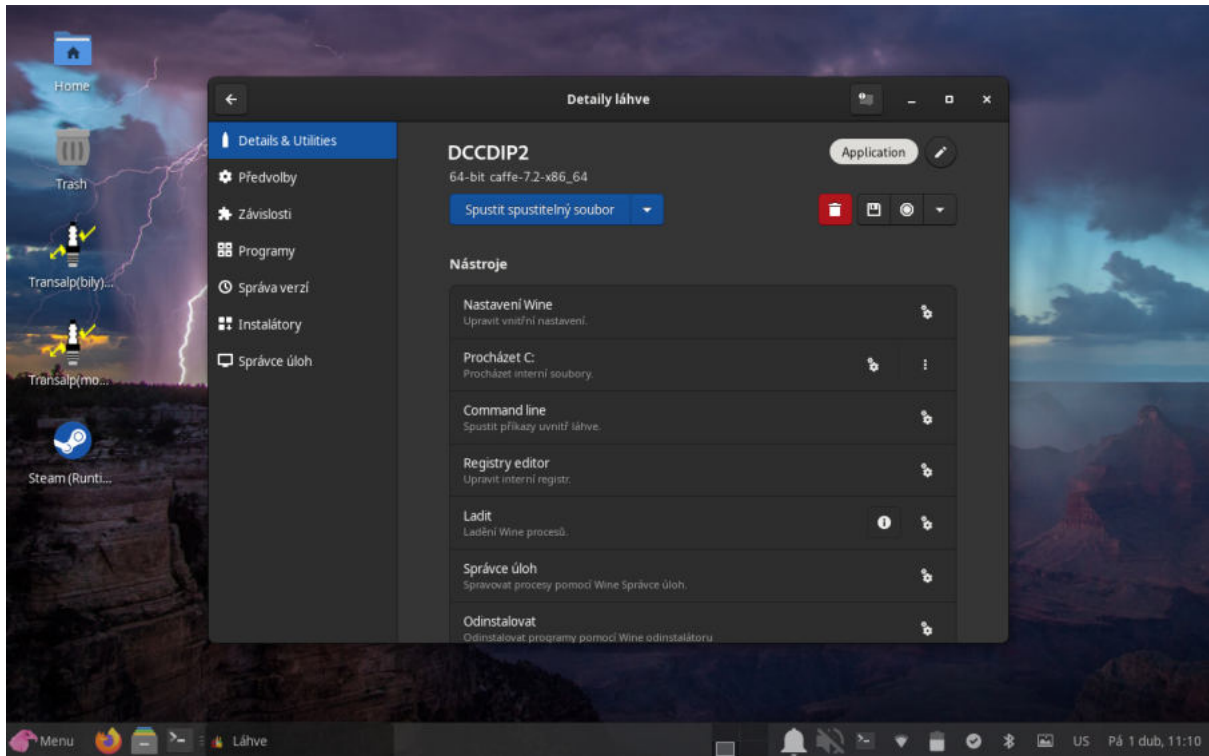 Home
Trash
Transalp(bily)...
Transalp(mo...
Steam (Runti...
Detaily láhve
Details & Utilities
Předvolby
Závislosti
Programy
Správa verzí
Instalátory
Správce úloh
DCCDIP2
Application
64-bit caffe-7.2-x86_64
Spustit spustitelný soubor
Nástroje
Nastavení Wine
Upravit vnitřní nastavení.
Procházet C:
Procházet interní soubory.
Command line
Spustit příkazy uvnitř láhve.
Registry editor
Upravit interní registr.
Ladit
Ladění Wine procesů.
Správce úloh
Spravovat procesy pomocí Wine Správce úloh.
Odinstalovat
Odinstalovat programy pomocí Wine odinstalátoru
Menu
Láhve
US
Pá 1 dub, 11:10